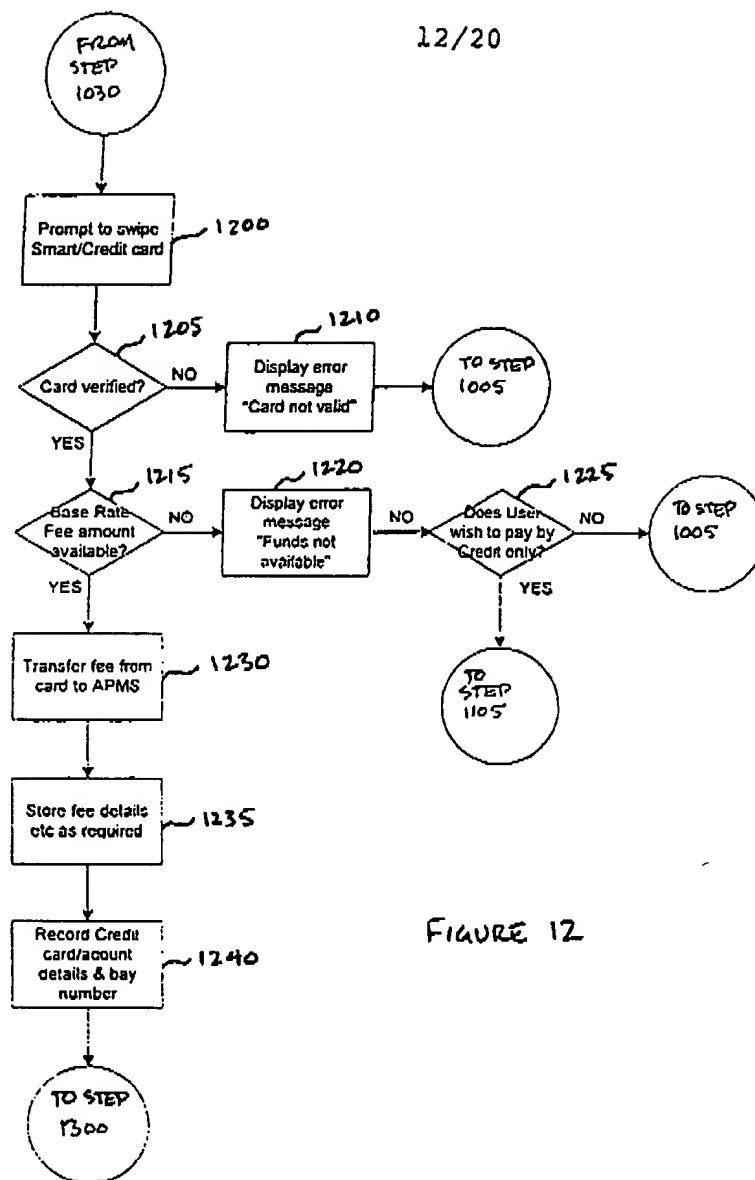 12/20
FROM
STEP
1030
Prompt to swipe
Smart/Credit card
1200
1205
Card verified?
NO
1210
Display error
message
"Card not valid"
TO STEP
1005
YES
1215
Base Rate
Fee amount
available?
NO
1220
Display error
message
"Funds not
available"
NO
1225
Does User
wish to pay by
Credit only?
NO
TO STEP
1005
YES
YES
TO
STEP
1105
Transfer fee from
card to APMS
1230
Store fee details
etc as required
1235
Record Credit
card/acount
details & bay
number
1240
FIGURE 12
TO STEP
1300